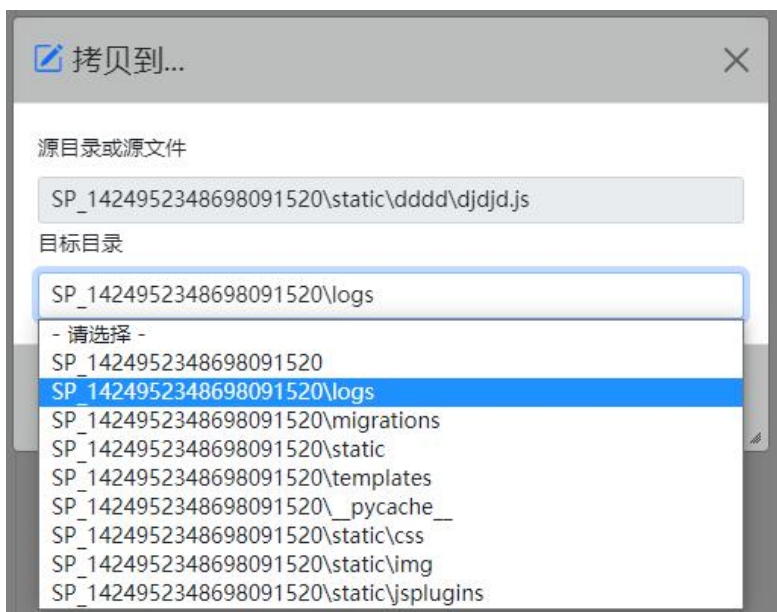 拷贝到...
源目录或源文件
SP_1424952348698091520\static\dddd\djdjd.js
目标目录
SP_1424952348698091520\logs
- 请选择 -
SP_1424952348698091520
SP_1424952348698091520\logs
SP_1424952348698091520\migrations
SP_1424952348698091520\static
SP_1424952348698091520\templates
SP_1424952348698091520\__pycache__
SP_1424952348698091520\static\css
SP_1424952348698091520\static\img
SP_1424952348698091520\static\jsplugins